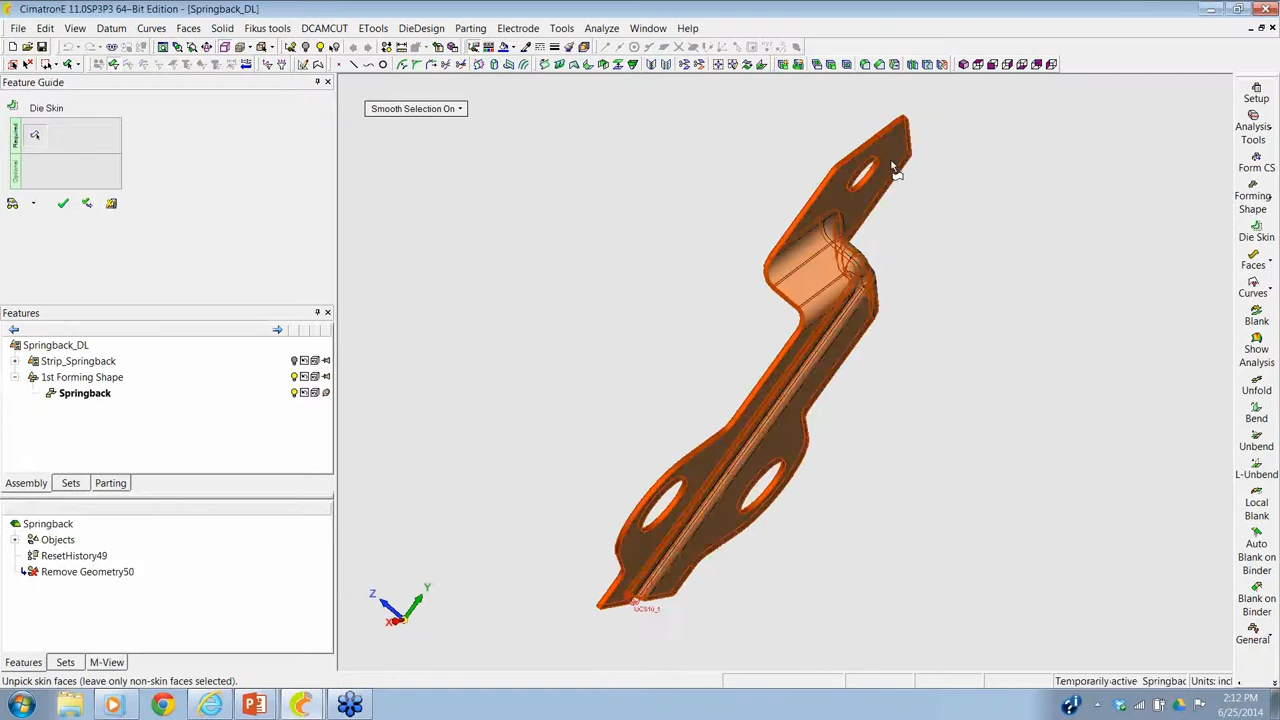 CimatronE 11.0SP3P3 64-Bit Edition - [Springback_DL]
File Edit View Datum Curves Faces Solid Fikus tools DCAMCUT ETools DieDesign Parting Electrode Tools Analyze Window Help
Feature Guide
Die Skin
Required
Optional
Smooth Selection On
Features
Springback_DL
Strip_Springback
1st Forming Shape
Springback
Assembly Sets Parting
Springback
Objects
ResetHistory49
Remove Geometry50
Features Sets M-View
Z
Y
X
UCS10_1
Setup
Analysis
Tools
Form CS
Forming
Shape
Die Skin
Faces
Curves
Blank
Show
Analysis
Unfold
Bend
Unbend
L-Unbend
Local
Blank
Auto
Blank on
Binder
Blank on
Binder
General
Unpick skin faces (leave only non-skin faces selected).
Temporarily active Springbac Units: incl
2:12 PM
6/25/2014